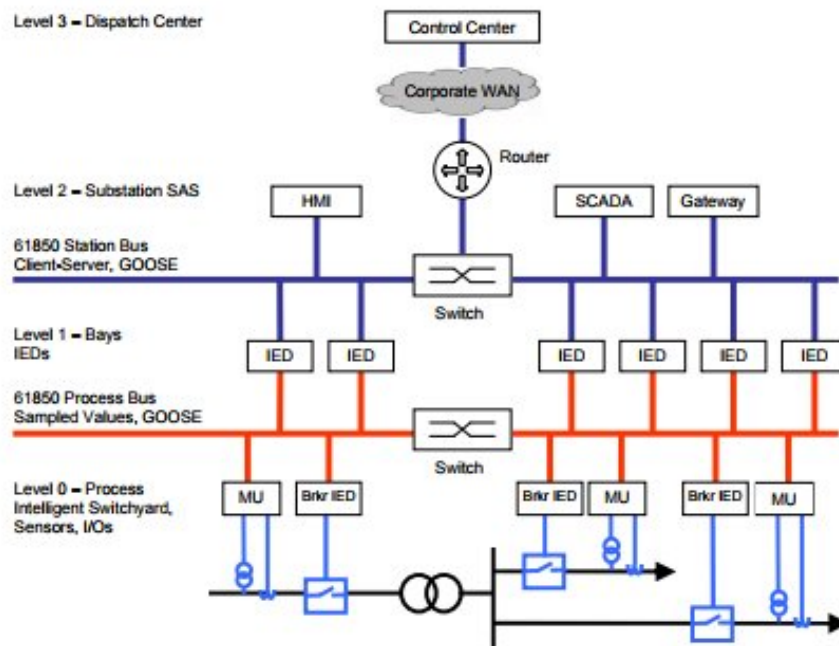 Level 3 – Dispatch Center
Control Center
Corporate WAN
Router
Level 2 – Substation SAS
HMI
SCADA
Gateway
61850 Station Bus
Client-Server, GOOSE
Switch
Level 1 – Bays
IEDs
IED
IED
IED
IED
IED
IED
61850 Process Bus
Sampled Values, GOOSE
Switch
Level 0 – Process
Intelligent Switchyard,
Sensors, I/Os
MU
Brkr IED
Brkr IED
MU
Brkr IED
MU